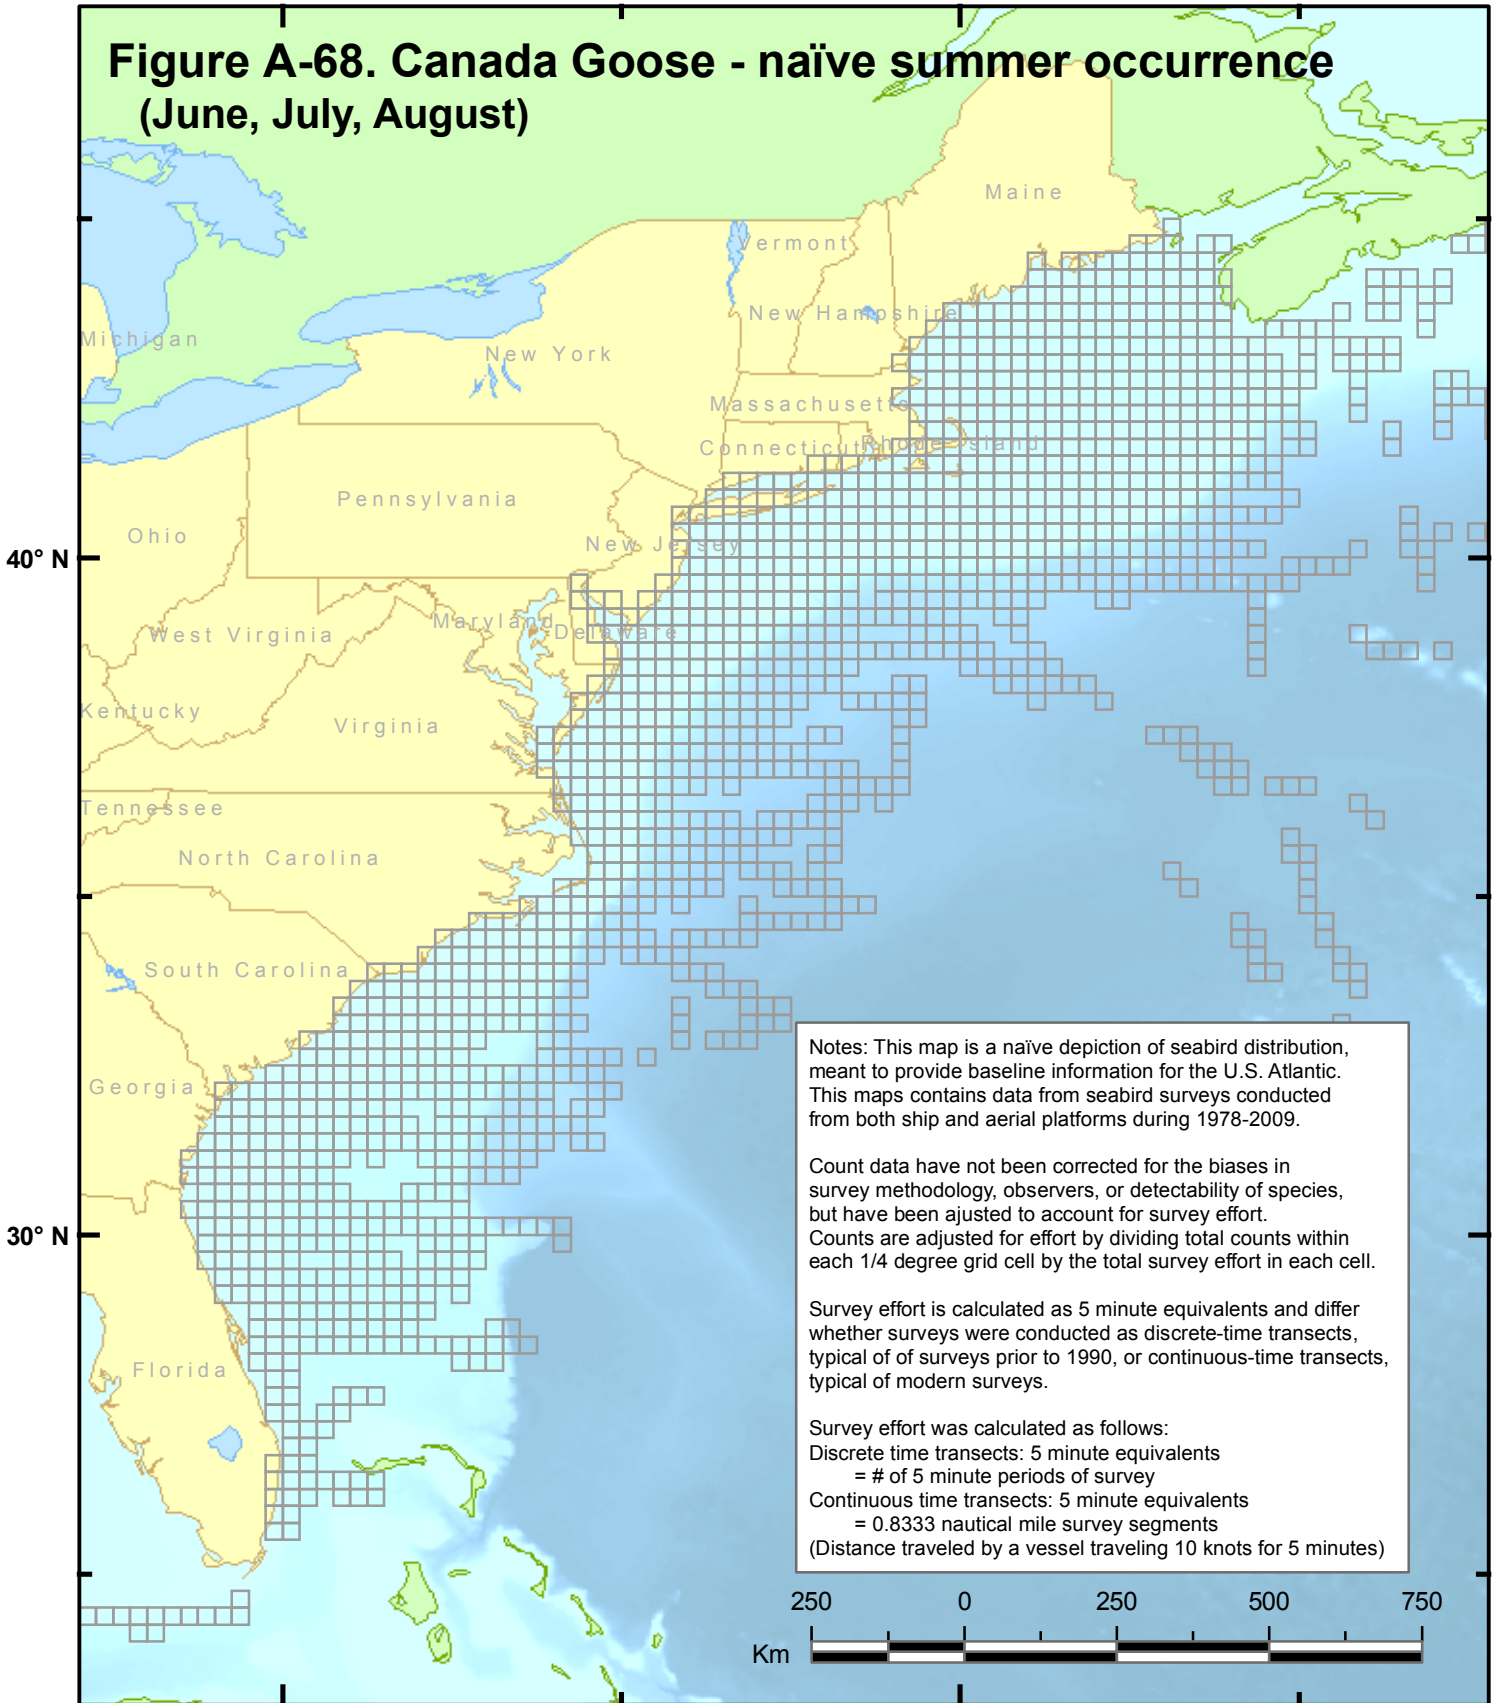 Figure A-68. Canada Goose - naïve summer occurrence
(June, July, August)
Maine
Vermont
New Hampshire
Michigan
New York
Massachusetts
Connecticut
Rhode Island
Pennsylvania
Ohio
New Jersey
40° N
Maryland
Delaware
West Virginia
Kentucky
Virginia
Tennessee
North Carolina
South Carolina
Georgia
30° N
Florida
Notes: This map is a naïve depiction of seabird distribution,
meant to provide baseline information for the U.S. Atlantic.
This maps contains data from seabird surveys conducted
from both ship and aerial platforms during 1978-2009.
Count data have not been corrected for the biases in
survey methodology, observers, or detectability of species,
but have been ajusted to account for survey effort.
Counts are adjusted for effort by dividing total counts within
each 1/4 degree grid cell by the total survey effort in each cell.
Survey effort is calculated as 5 minute equivalents and differ
whether surveys were conducted as discrete-time transects,
typical of of surveys prior to 1990, or continuous-time transects,
typical of modern surveys.
Survey effort was calculated as follows:
Discrete time transects: 5 minute equivalents
= # of 5 minute periods of survey
Continuous time transects: 5 minute equivalents
= 0.8333 nautical mile survey segments
(Distance traveled by a vessel traveling 10 knots for 5 minutes)
250 0 250 500 750
Km